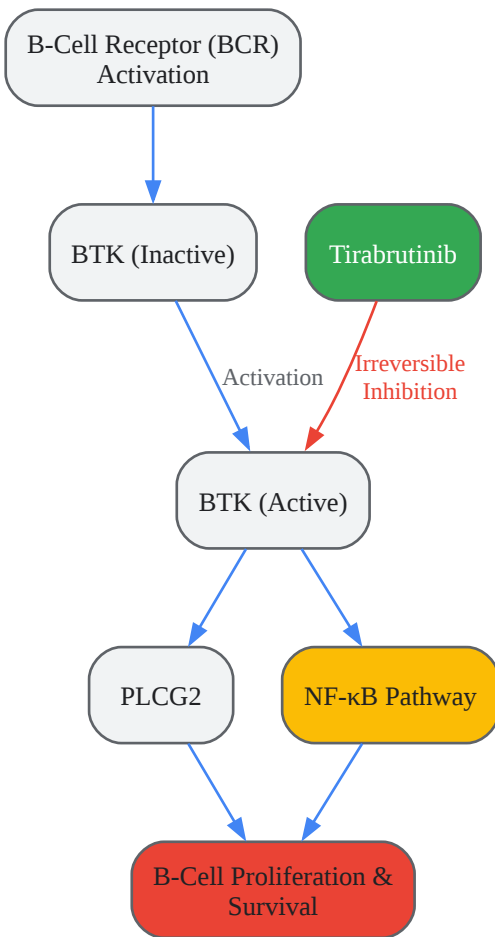 B-Cell Receptor (BCR)
Activation
BTK (Inactive)
Tirabrutinib
Activation
Irreversible
Inhibition
BTK (Active)
PLCG2
NF-κB Pathway
B-Cell Proliferation &
Survival